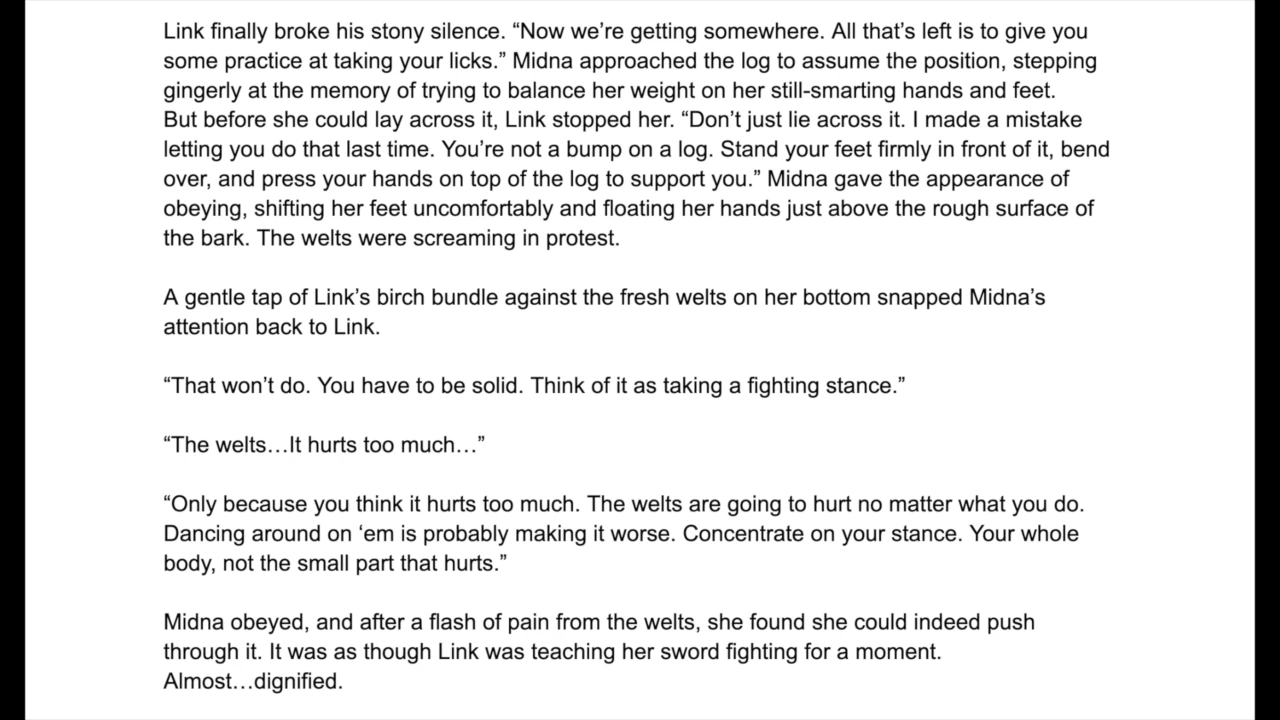 Link finally broke his stony silence. “Now we’re getting somewhere. All that’s left is to give you
some practice at taking your licks.” Midna approached the log to assume the position, stepping
gingerly at the memory of trying to balance her weight on her still-smarting hands and feet.
But before she could lay across it, Link stopped her. “Don’t just lie across it. I made a mistake
letting you do that last time. You’re not a bump on a log. Stand your feet firmly in front of it, bend
over, and press your hands on top of the log to support you.” Midna gave the appearance of
obeying, shifting her feet uncomfortably and floating her hands just above the rough surface of
the bark. The welts were screaming in protest.
A gentle tap of Link’s birch bundle against the fresh welts on her bottom snapped Midna’s
attention back to Link.
“That won’t do. You have to be solid. Think of it as taking a fighting stance.”
“The welts…It hurts too much…”
“Only because you think it hurts too much. The welts are going to hurt no matter what you do.
Dancing around on ‘em is probably making it worse. Concentrate on your stance. Your whole
body, not the small part that hurts.”
Midna obeyed, and after a flash of pain from the welts, she found she could indeed push
through it. It was as though Link was teaching her sword fighting for a moment.
Almost…dignified.